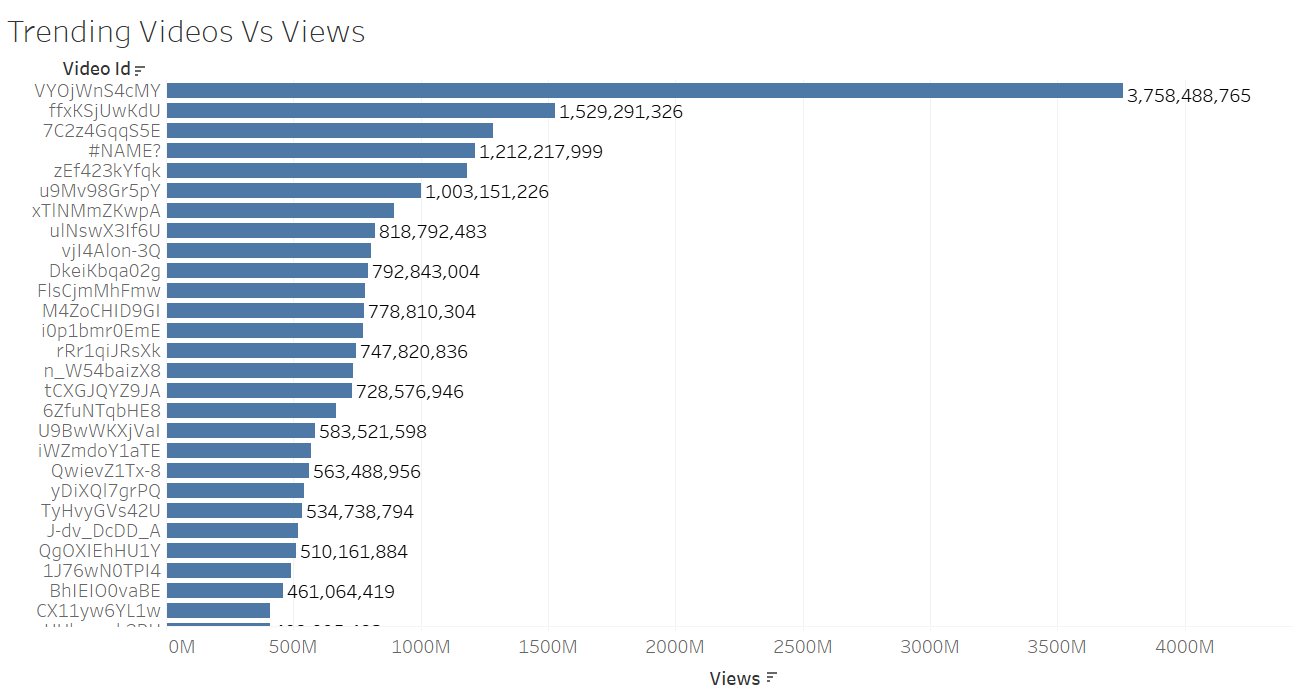 Trending Videos Vs Views
Video Id
VYOjWnS4cMY 3,758,488,765
ffxKSjUwKdU 1,529,291,326
7C2z4GqqS5E
#NAME? 1,212,217,999
zEf423kYfqk
u9Mv98Gr5pY 1,003,151,226
xTlNMmZKwpA
ulNswX3If6U 818,792,483
vjI4Alon-3Q
DkeiKbqa02g 792,843,004
FlsCjmMhFmw
M4ZoCHID9GI 778,810,304
i0p1bmr0EmE
rRr1qiJRsXk 747,820,836
n_W54baizX8
tCXGJQYZ9JA 728,576,946
6ZfuNTqbHE8
U9BwWKXjVaI 583,521,598
iWZmdoY1aTE
QwievZ1Tx-8 563,488,956
yDiXQl7grPQ
TyHvyGVs42U 534,738,794
J-dv_DcDD_A
QgOXIEhHU1Y 510,161,884
1J76wN0TPI4
BhIEIO0vaBE 461,064,419
CX11yw6YL1w
0M 500M 1000M 1500M 2000M 2500M 3000M 3500M 4000M
Views